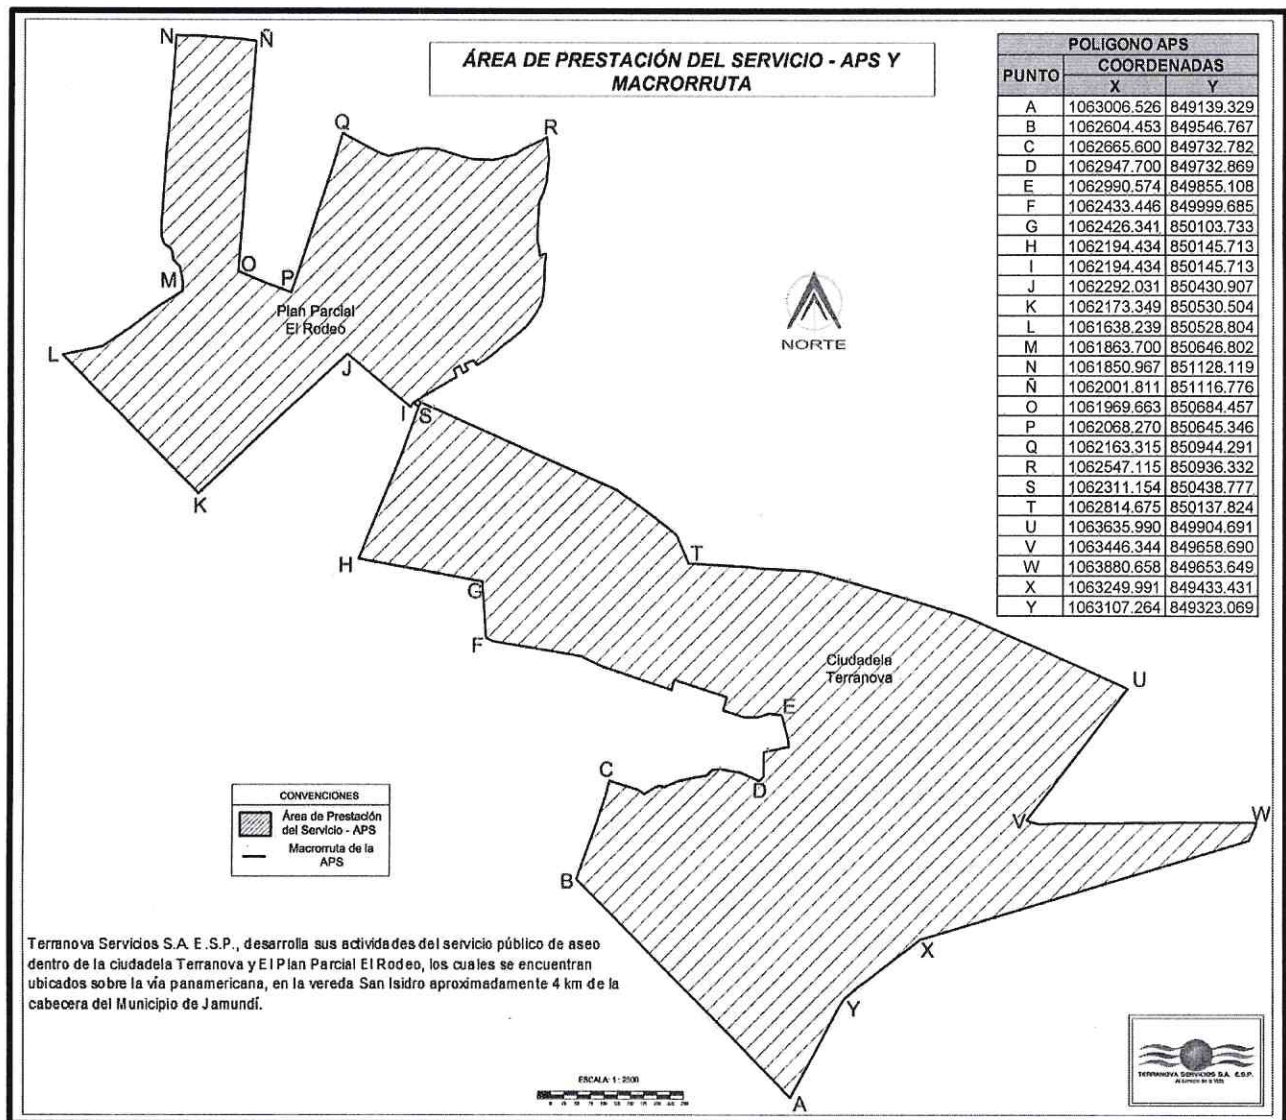 ÁREA DE PRESTACIÓN DEL SERVICIO - APS Y
MACRORRUTA
POLIGONO APS
PUNTO COORDENADAS
X Y
A 1063006.526 849139.329
B 1062604.453 849546.767
C 1062665.600 849732.782
D 1062947.700 849732.869
E 1062990.574 849855.108
F 1062433.446 849999.685
G 1062426.341 850103.733
H 1062194.434 850145.713
I 1062194.434 850145.713
J 1062292.031 850430.907
K 1062173.349 850530.504
L 1061638.239 850528.804
M 1061863.700 850646.802
N 1061850.967 851128.119
Ñ 1062001.811 851116.776
O 1061969.663 850684.457
P 1062068.270 850645.346
Q 1062163.315 850944.291
R 1062547.115 850936.332
S 1062311.154 850438.777
T 1062814.675 850137.824
U 1063635.990 849904.691
V 1063446.344 849658.690
W 1063880.658 849653.649
X 1063249.991 849433.431
Y 1063107.264 849323.069
N
Ñ
Q
R
M
O
P
Plan Parcial
El Rodeo
NORTE
L
J
I
S
K
H
T
G
F
Ciudadela
Terranova
U
E
C
D
V
W
B
X
Y
A
CONVENCIONES
Área de Prestación
del Servicio - APS
Macrorruta de la
APS
Terranova Servicios S.A. E.S.P., desarrolla sus actividades del servicio público de aseo
dentro de la ciudadela Terranova y El Plan Parcial El Rodeo, los cuales se encuentran
ubicados sobre la vía panamericana, en la vereda San Isidro aproximadamente 4 km de la
cabecera del Municipio de Jamundí.
ESCALA: 1 : 2500
TERRANOVA SERVICIOS S.A. E.S.P.